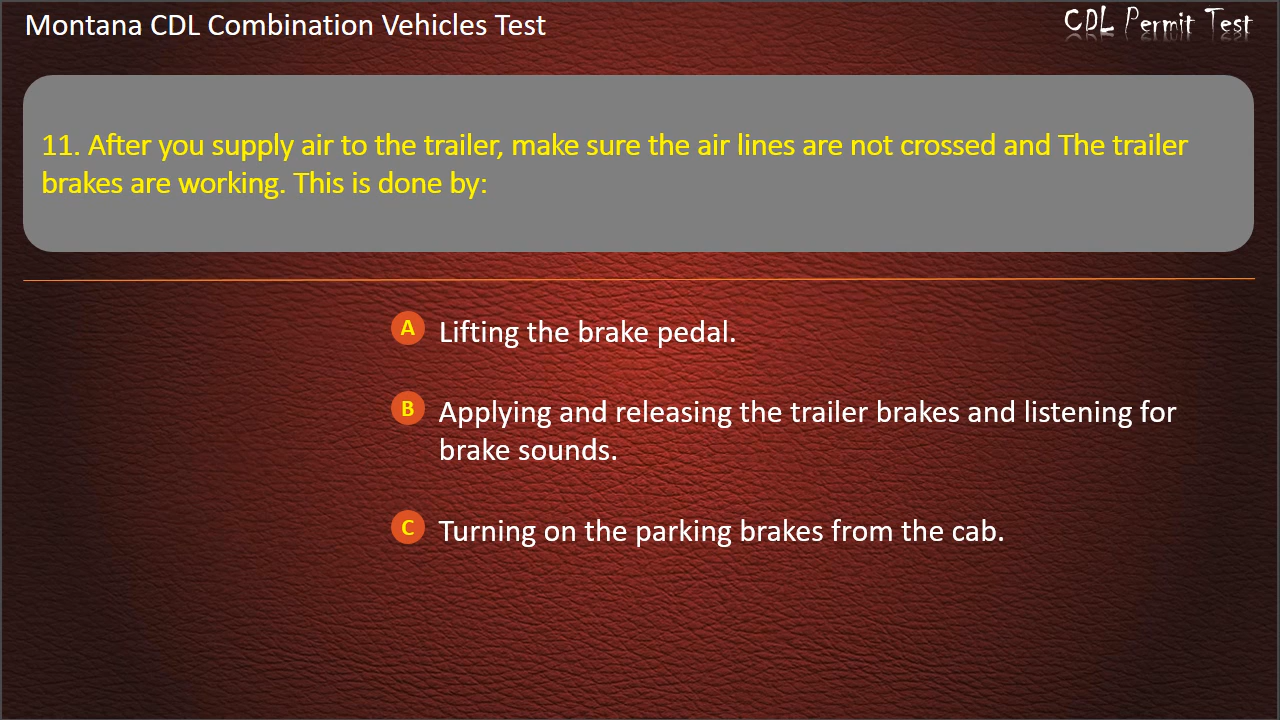 Montana CDL Combination Vehicles Test
CDL Permit Test
11. After you supply air to the trailer, make sure the air lines are not crossed and The trailer
brakes are working. This is done by:
A Lifting the brake pedal.
B Applying and releasing the trailer brakes and listening for
brake sounds.
C Turning on the parking brakes from the cab.